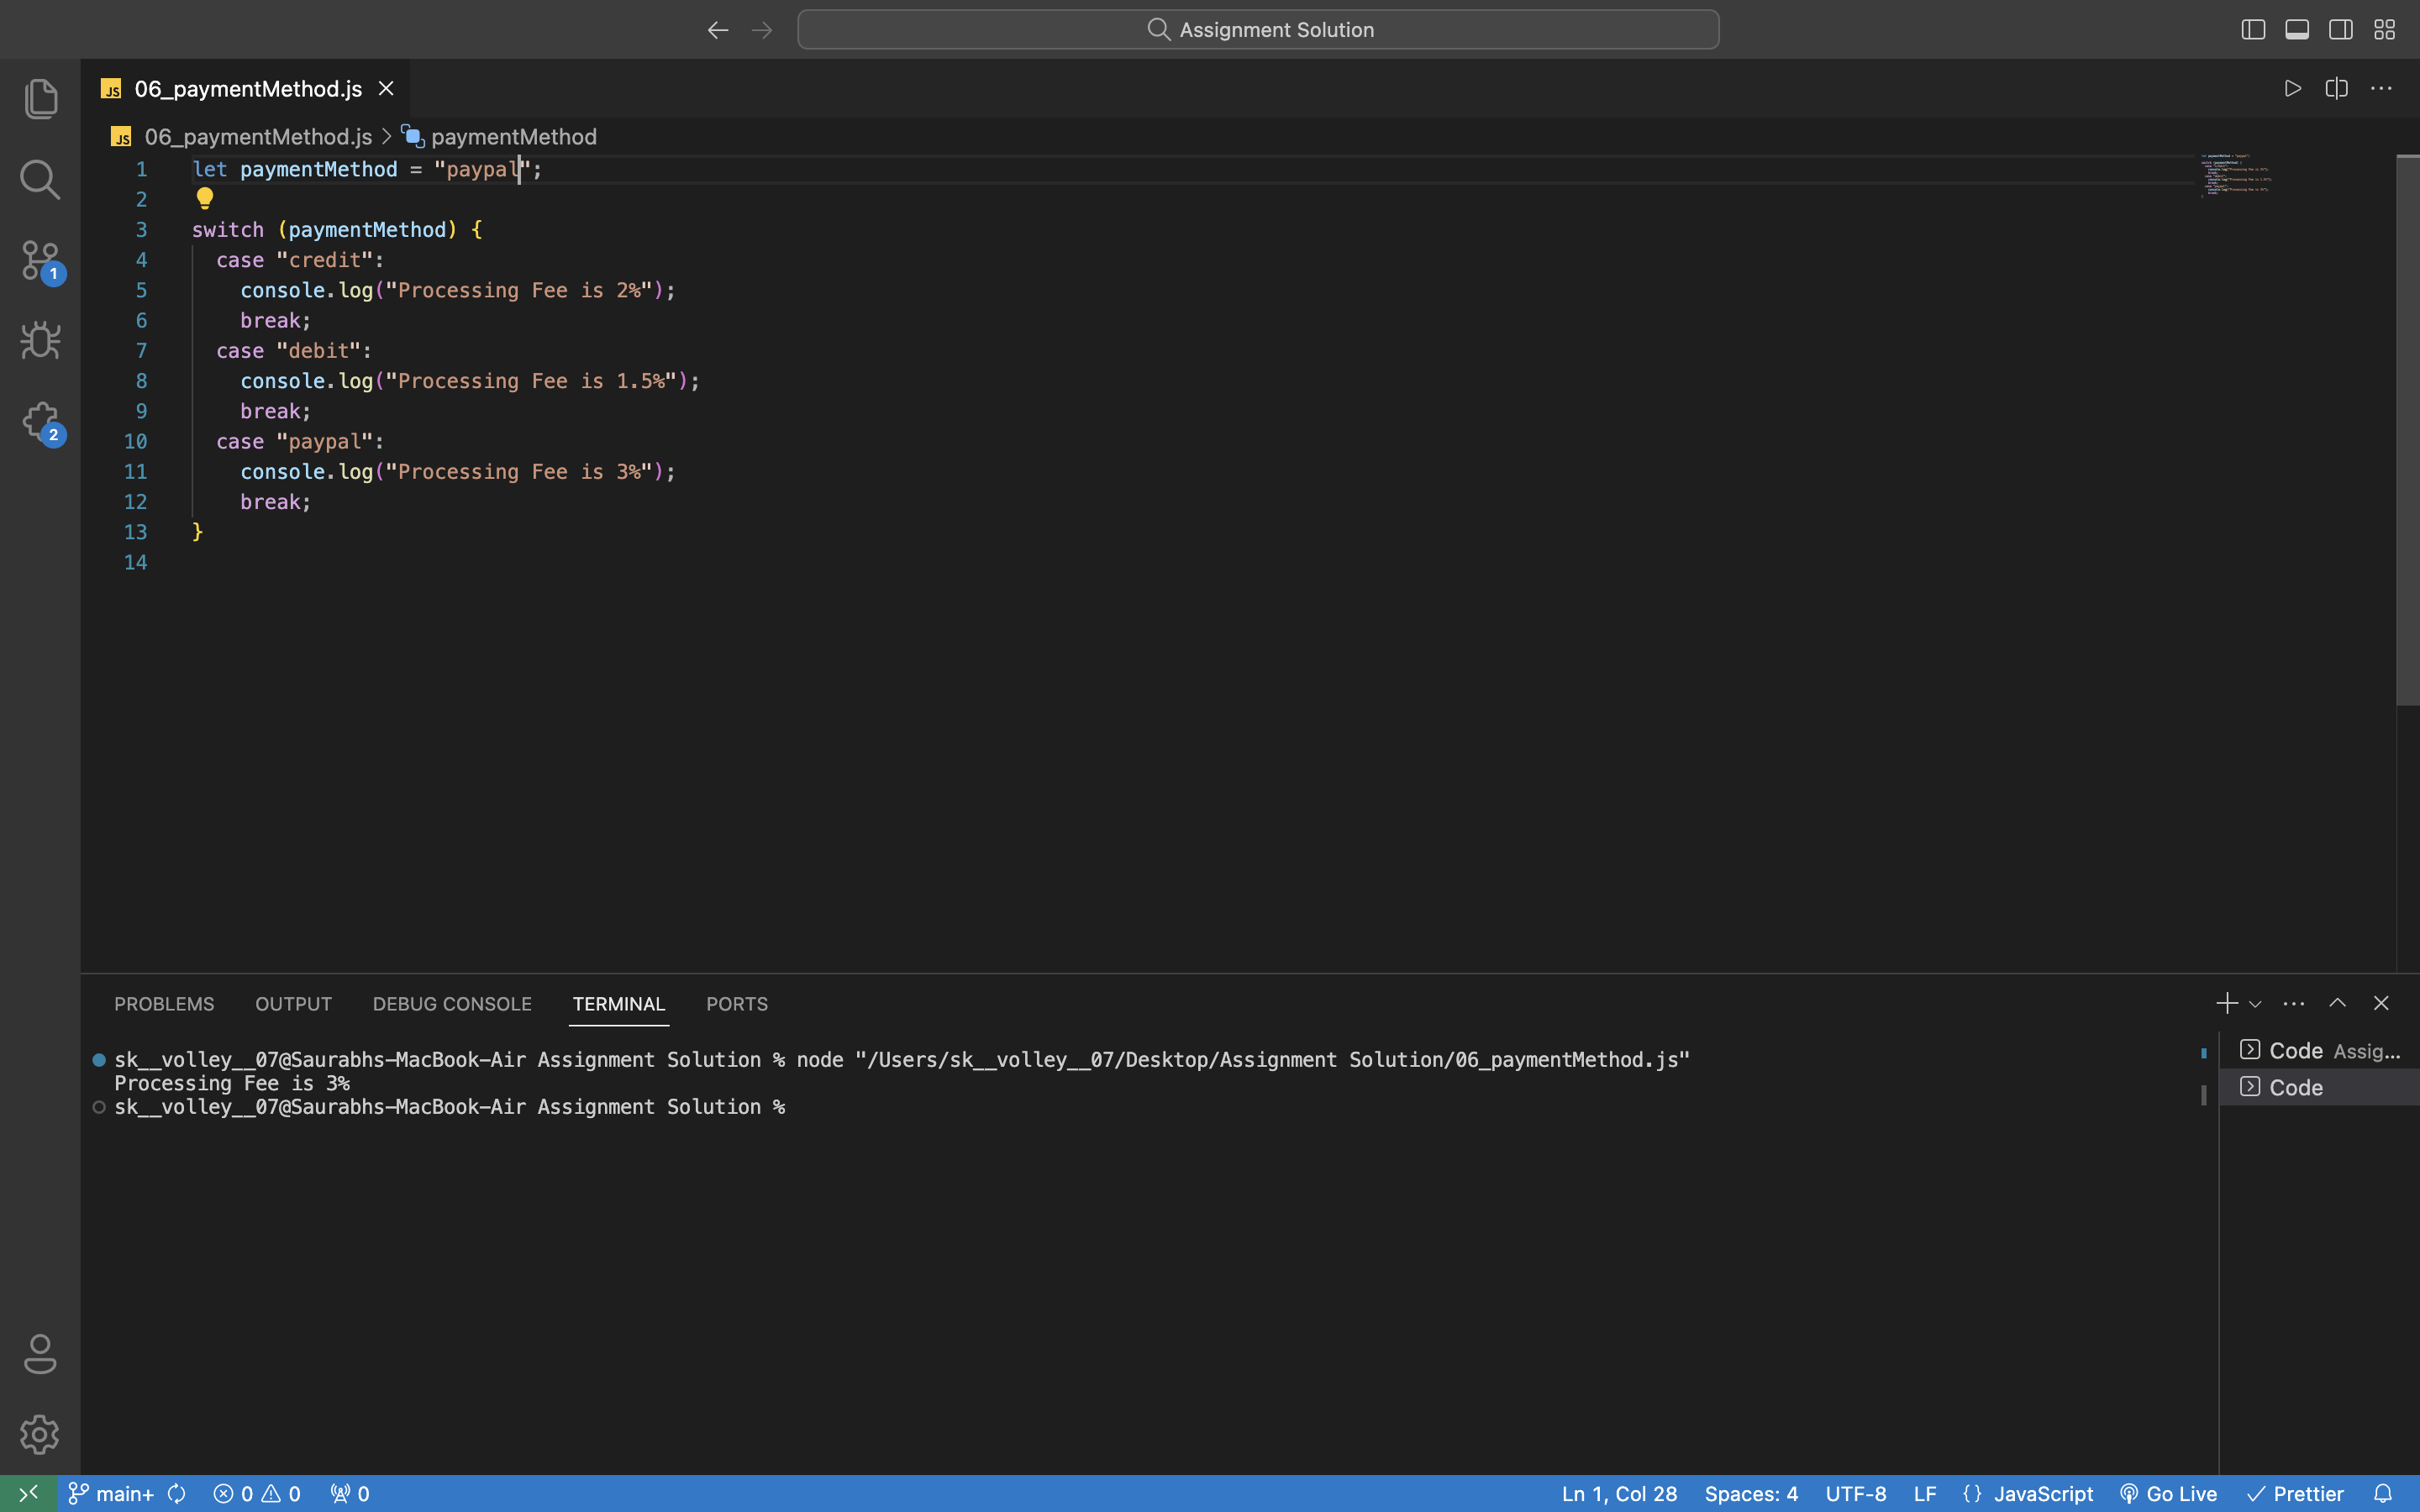 Assignment Solution
JS 06_paymentMethod.js
JS 06_paymentMethod.js > paymentMethod
1 let paymentMethod = "paypal";
2
3 switch (paymentMethod) {
4 case "credit":
5 console.log("Processing Fee is 2%");
6 break;
7 case "debit":
8 console.log("Processing Fee is 1.5%");
9 break;
10 case "paypal":
11 console.log("Processing Fee is 3%");
12 break;
13 }
14
1
2
PROBLEMS OUTPUT DEBUG CONSOLE TERMINAL PORTS
sk__volley__07@Saurabhs-MacBook-Air Assignment Solution % node "/Users/sk__volley__07/Desktop/Assignment Solution/06_paymentMethod.js"
Processing Fee is 3%
sk__volley__07@Saurabhs-MacBook-Air Assignment Solution %
Code Assig...
Code
main+ 0 0 0 Ln 1, Col 28 Spaces: 4 UTF-8 LF {} JavaScript Go Live Prettier